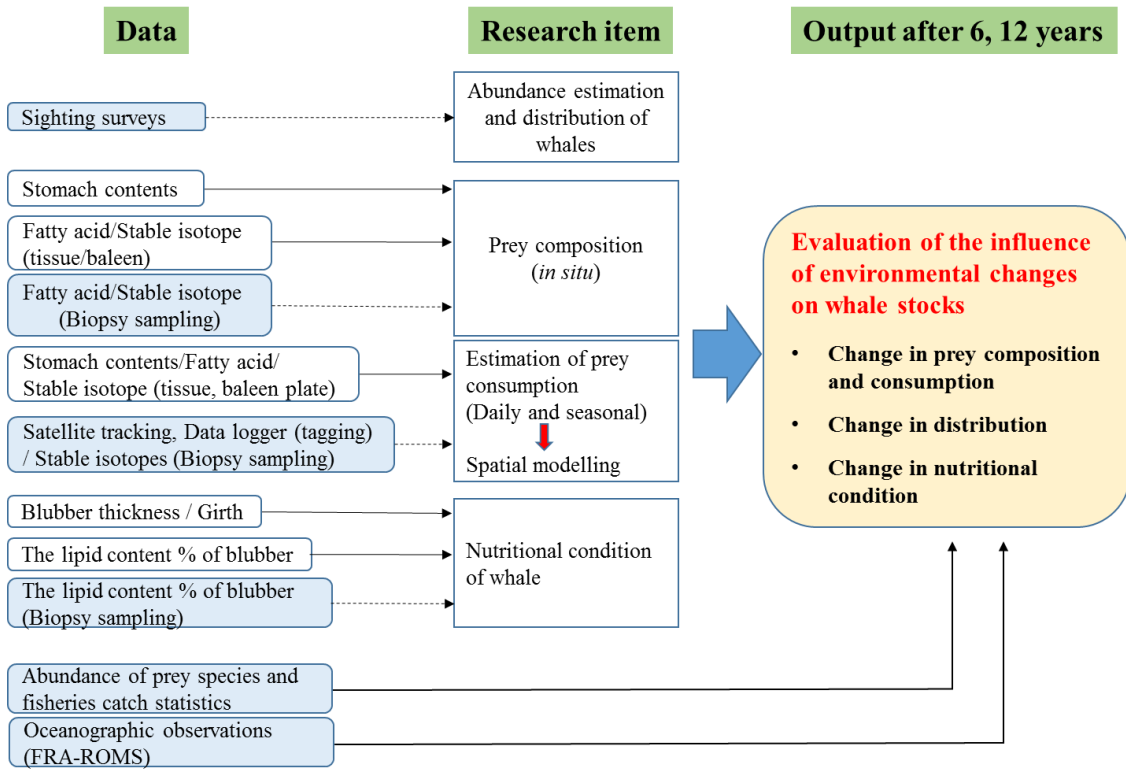 Data
Research item
Output after 6, 12 years
Sighting surveys
Abundance estimation
and distribution of
whales
Stomach contents
Fatty acid/Stable isotope
(tissue/baleen)
Fatty acid/Stable isotope
(Biopsy sampling)
Prey composition
(in situ)
Stomach contents/Fatty acid/
Stable isotope (tissue, baleen plate)
Satellite tracking, Data logger (tagging)
/ Stable isotopes (Biopsy sampling)
Estimation of prey
consumption
(Daily and seasonal)
Spatial modelling
Blubber thickness / Girth
The lipid content % of blubber
The lipid content % of blubber
(Biopsy sampling)
Nutritional condition
of whale
Abundance of prey species and
fisheries catch statistics
Oceanographic observations
(FRA-ROMS)
Evaluation of the influence
of environmental changes
on whale stocks
• Change in prey composition
and consumption
• Change in distribution
• Change in nutritional
condition